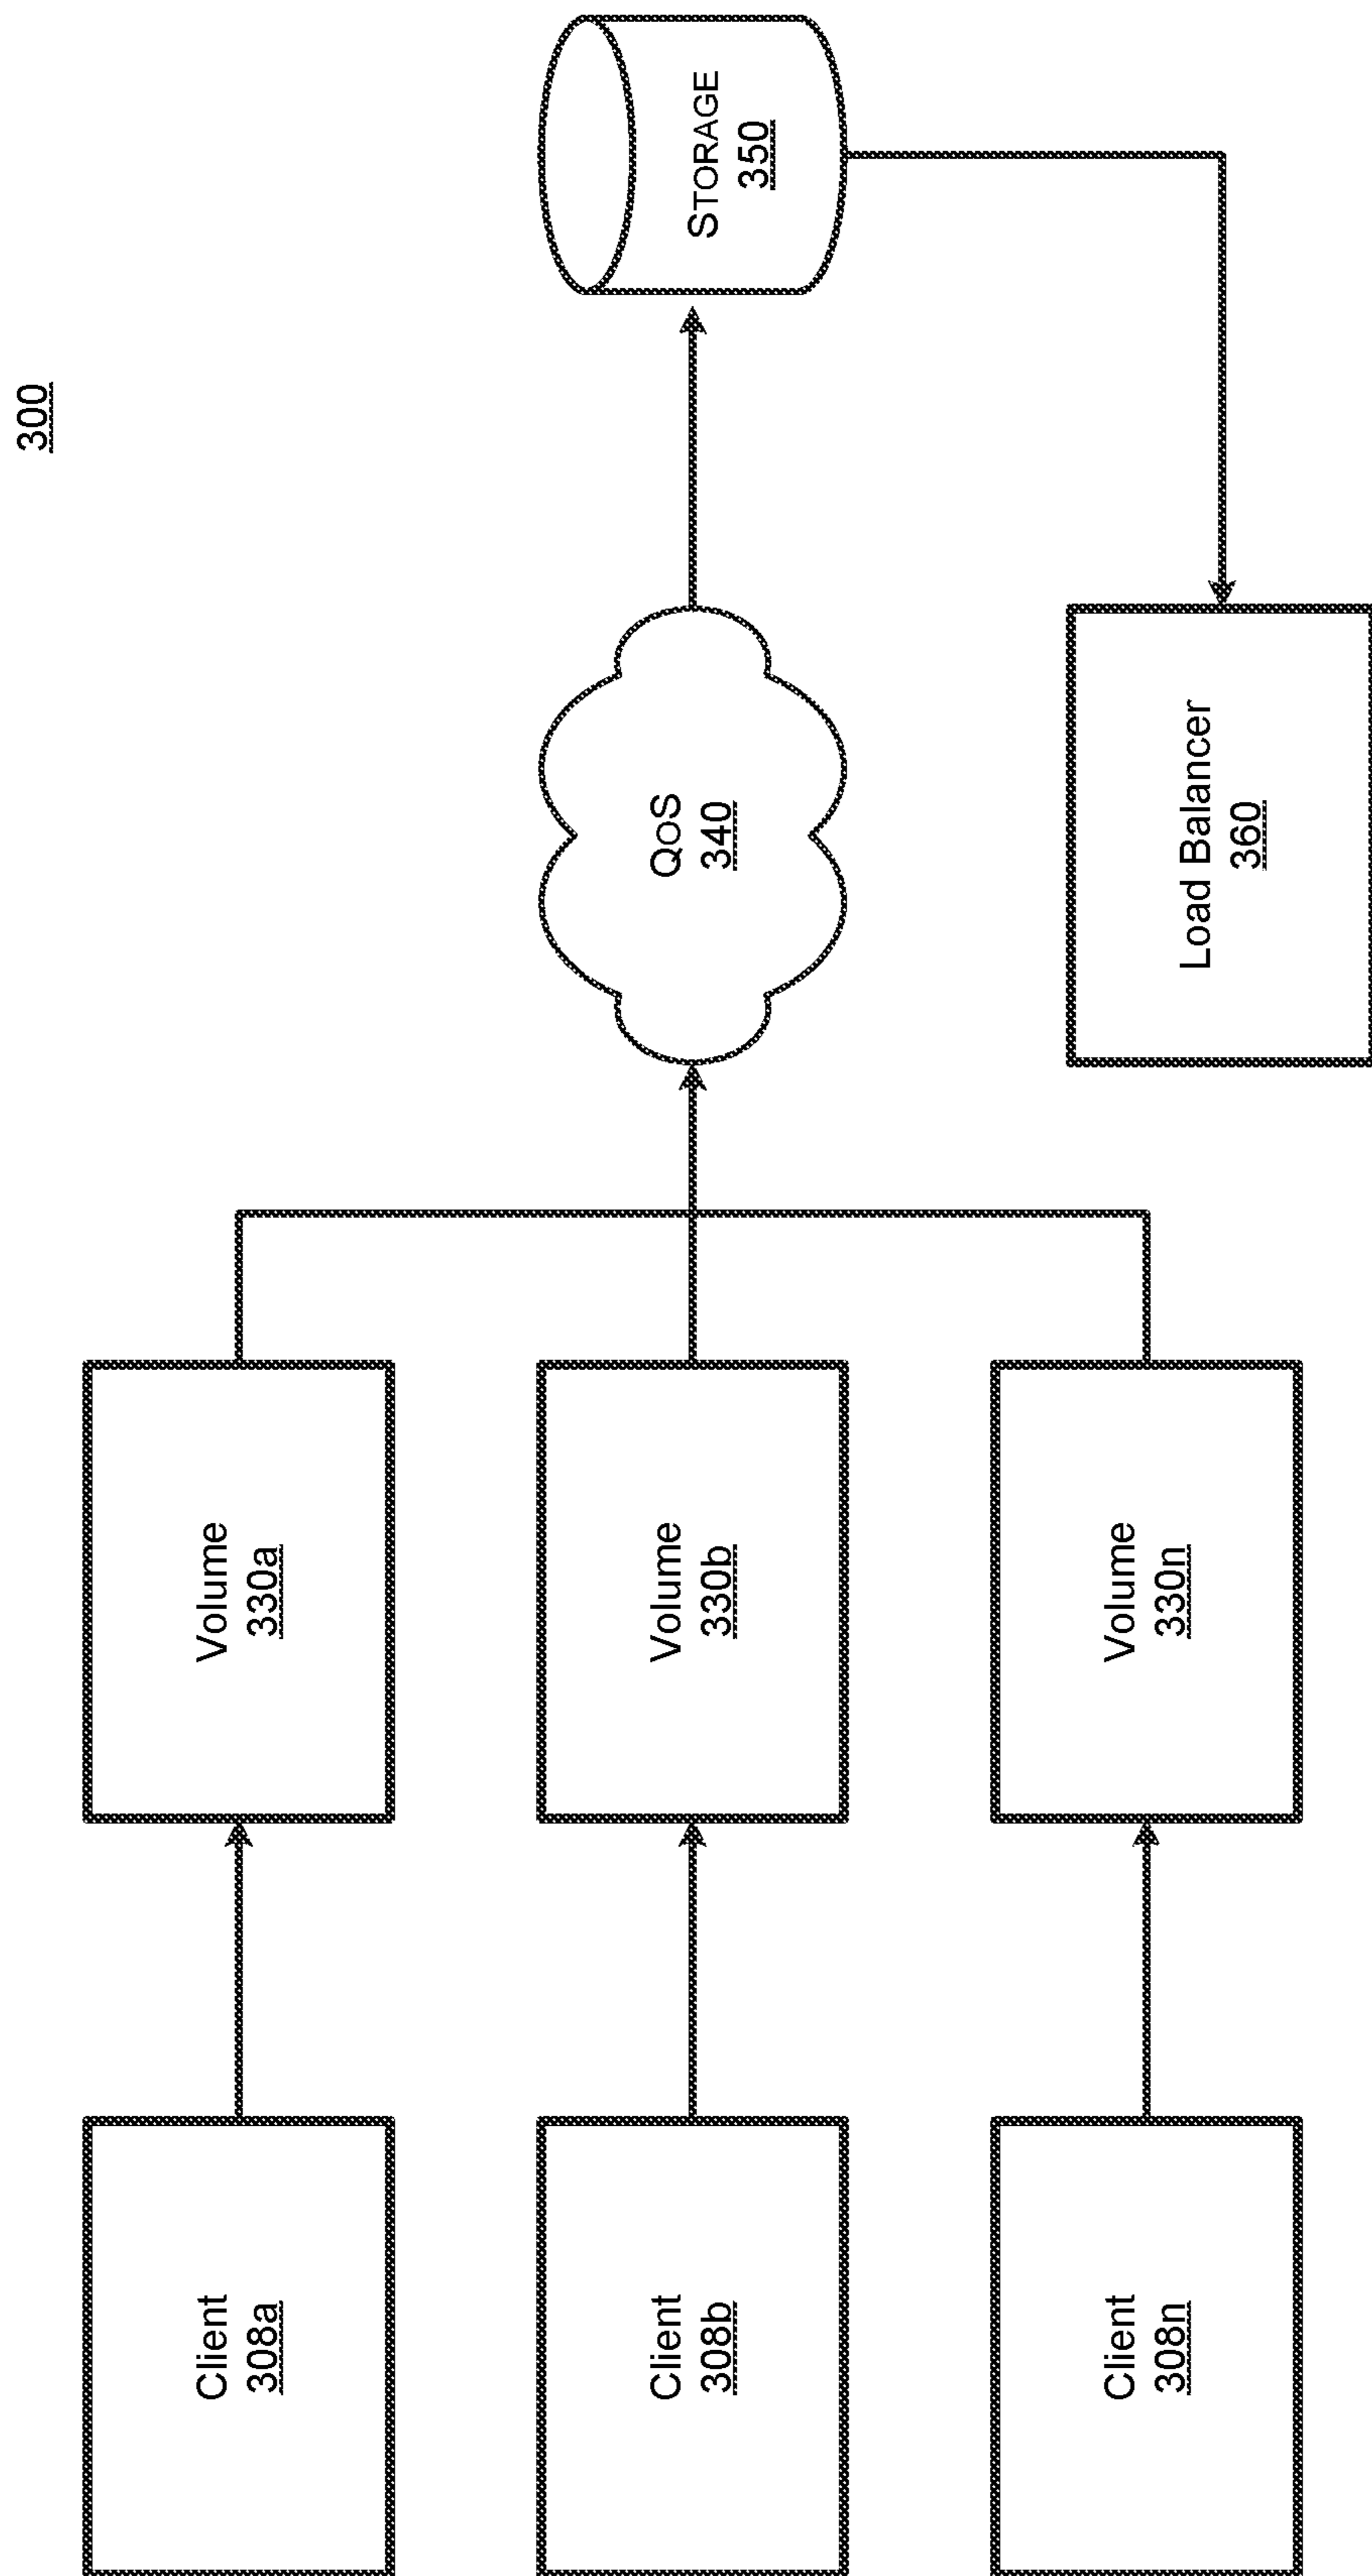 300
Client
308a
Volume
330a
Client
308b
Volume
330b
QOS
340
STORAGE
350
Client
308n
Volume
330n
Load Balancer
360